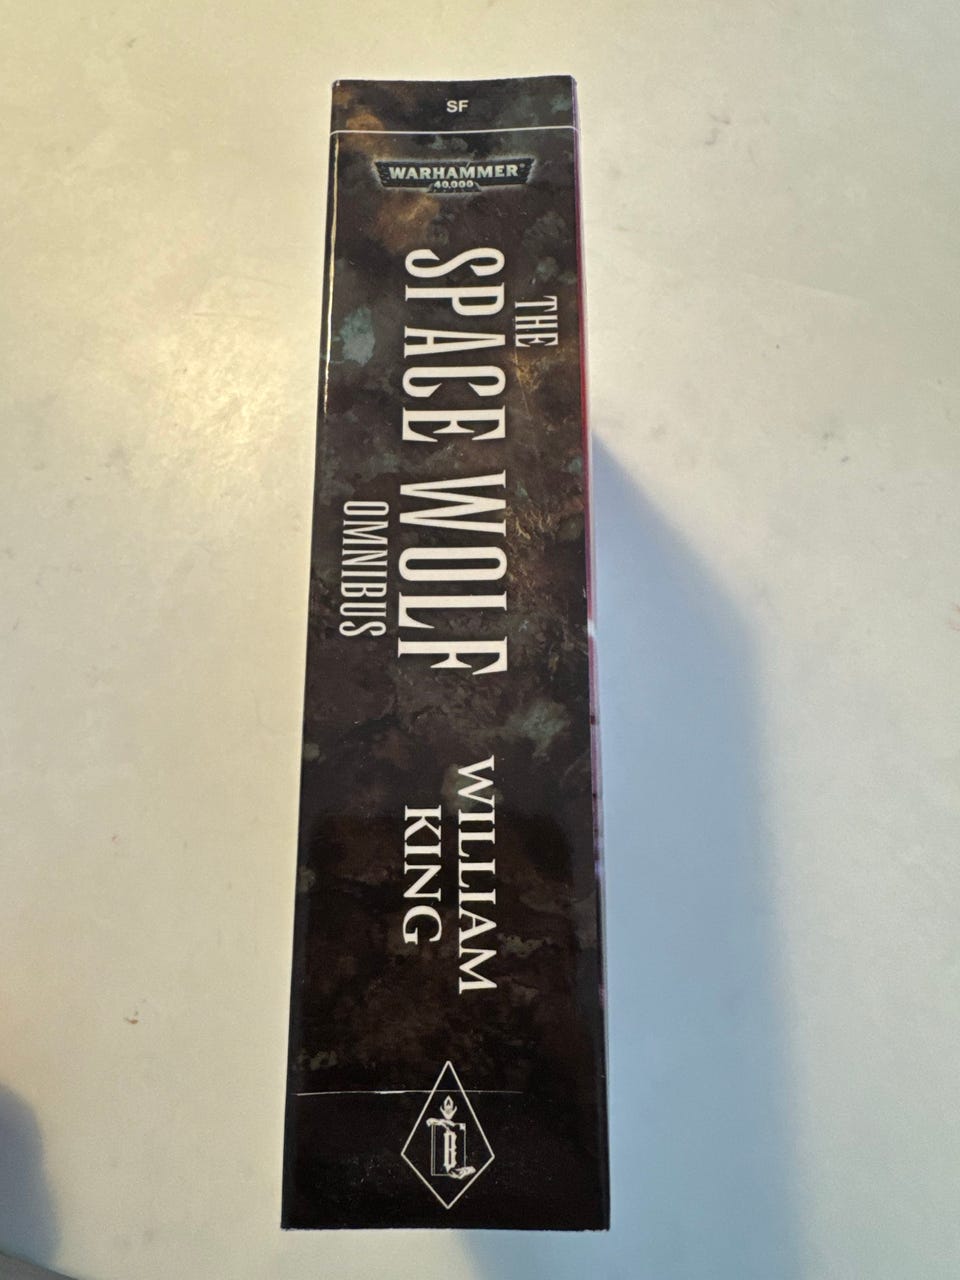 SF
WARHAMMER®
40,000
THE
SPACE WOLF
OMNIBUS
WILLIAM
KING
B